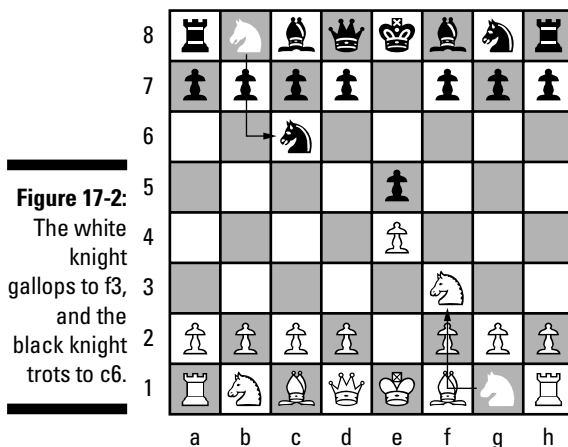 Figure 17-2:
The white
knight
gallops to f3,
and the
black knight
trots to c6.
8
7
6
5
4
3
2
1
a b c d e f g h